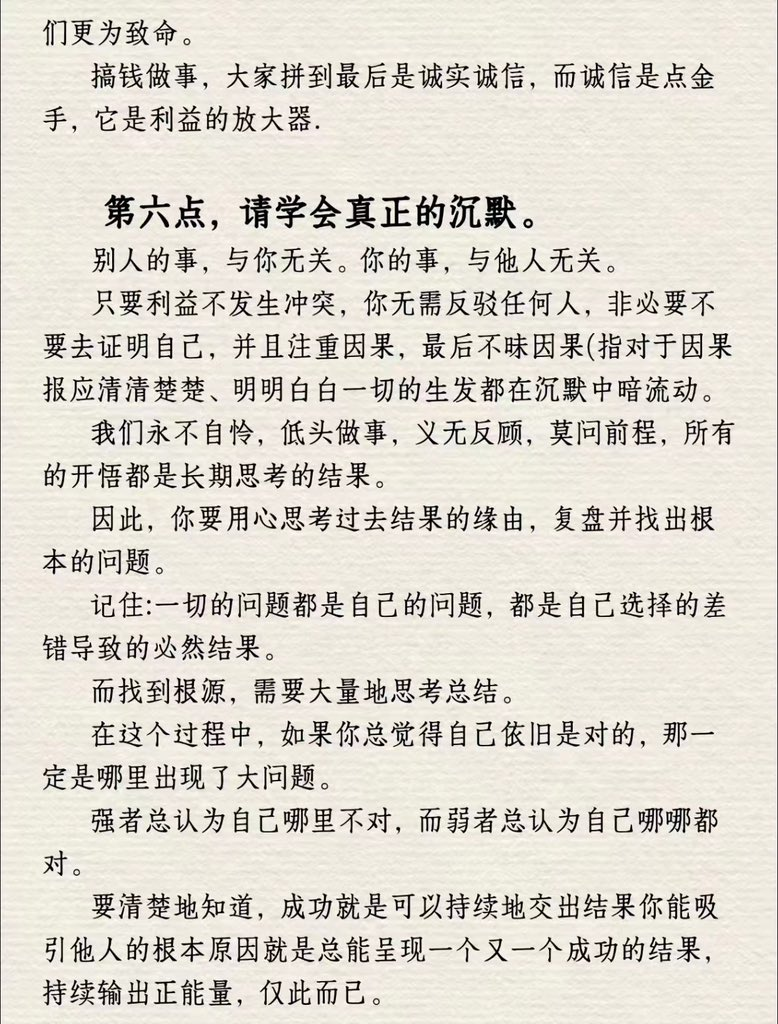 们更为致命。
搞钱做事，大家拼到最后是诚实诚信，而诚信是点金
手，它是利益的放大器.
第六点，请学会真正的沉默。
别人的事，与你无关。你的事，与他人无关。
只要利益不发生冲突，你无需反驳任何人，非必要不
要去证明自己，并且注重因果，最后不昧因果(指对于因果
报应清清楚楚、明明白白一切的生发都在沉默中暗流动。
我们永不自怜，低头做事，义无反顾，莫问前程，所有
的开悟都是长期思考的结果。
因此，你要用心思考过去结果的缘由，复盘并找出根
本的问题。
记住:一切的问题都是自己的问题，都是自己选择的差
错导致的必然结果。
而找到根源，需要大量地思考总结。
在这个过程中，如果你总觉得自己依旧是对的，那一
定是哪里出现了大问题。
强者总认为自己哪里不对，而弱者总认为自己哪哪都
对。
要清楚地知道，成功就是可以持续地交出结果你能吸
引他人的根本原因就是总能呈现一个又一个成功的结果，
持续输出正能量，仅此而已。